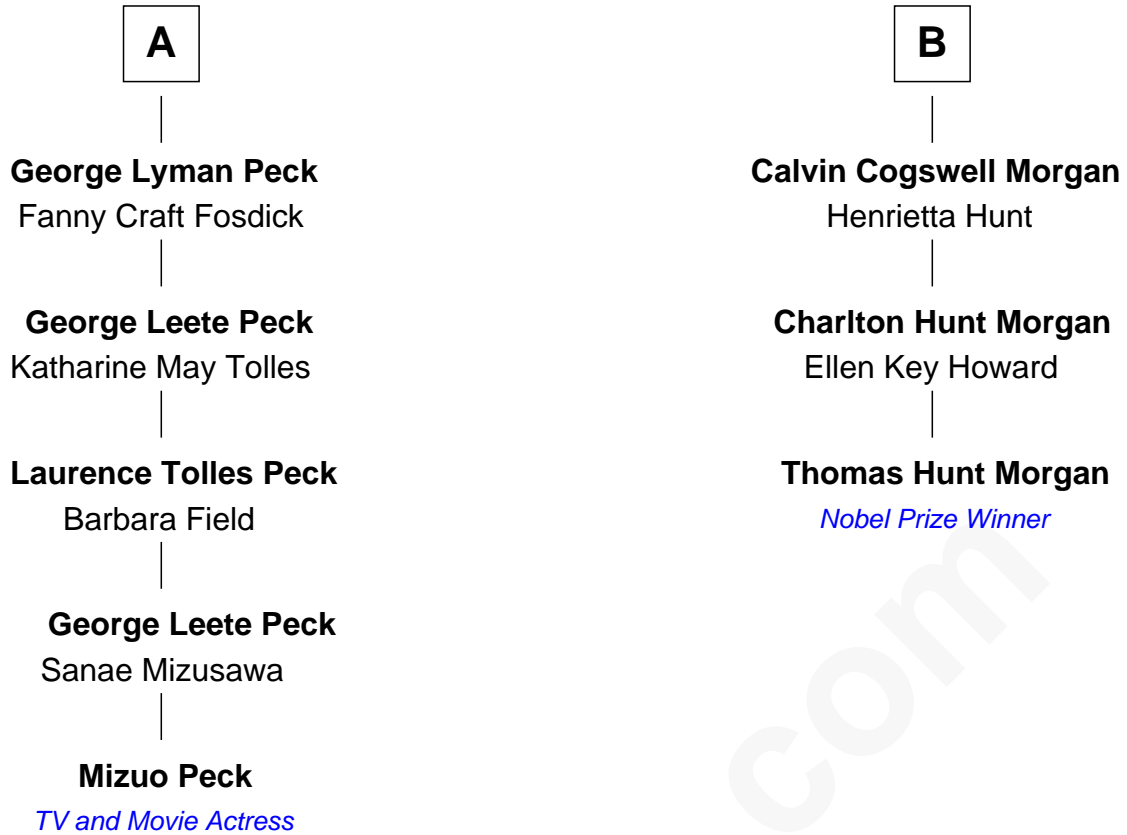 A
George Lyman Peck
Fanny Craft Fosdick
George Leete Peck
Katharine May Tolles
Laurence Tolles Peck
Barbara Field
George Leete Peck
Sanae Mizusawa
Mizuo Peck
TV and Movie Actress
B
Calvin Cogswell Morgan
Henrietta Hunt
Charlton Hunt Morgan
Ellen Key Howard
Thomas Hunt Morgan
Nobel Prize Winner
com